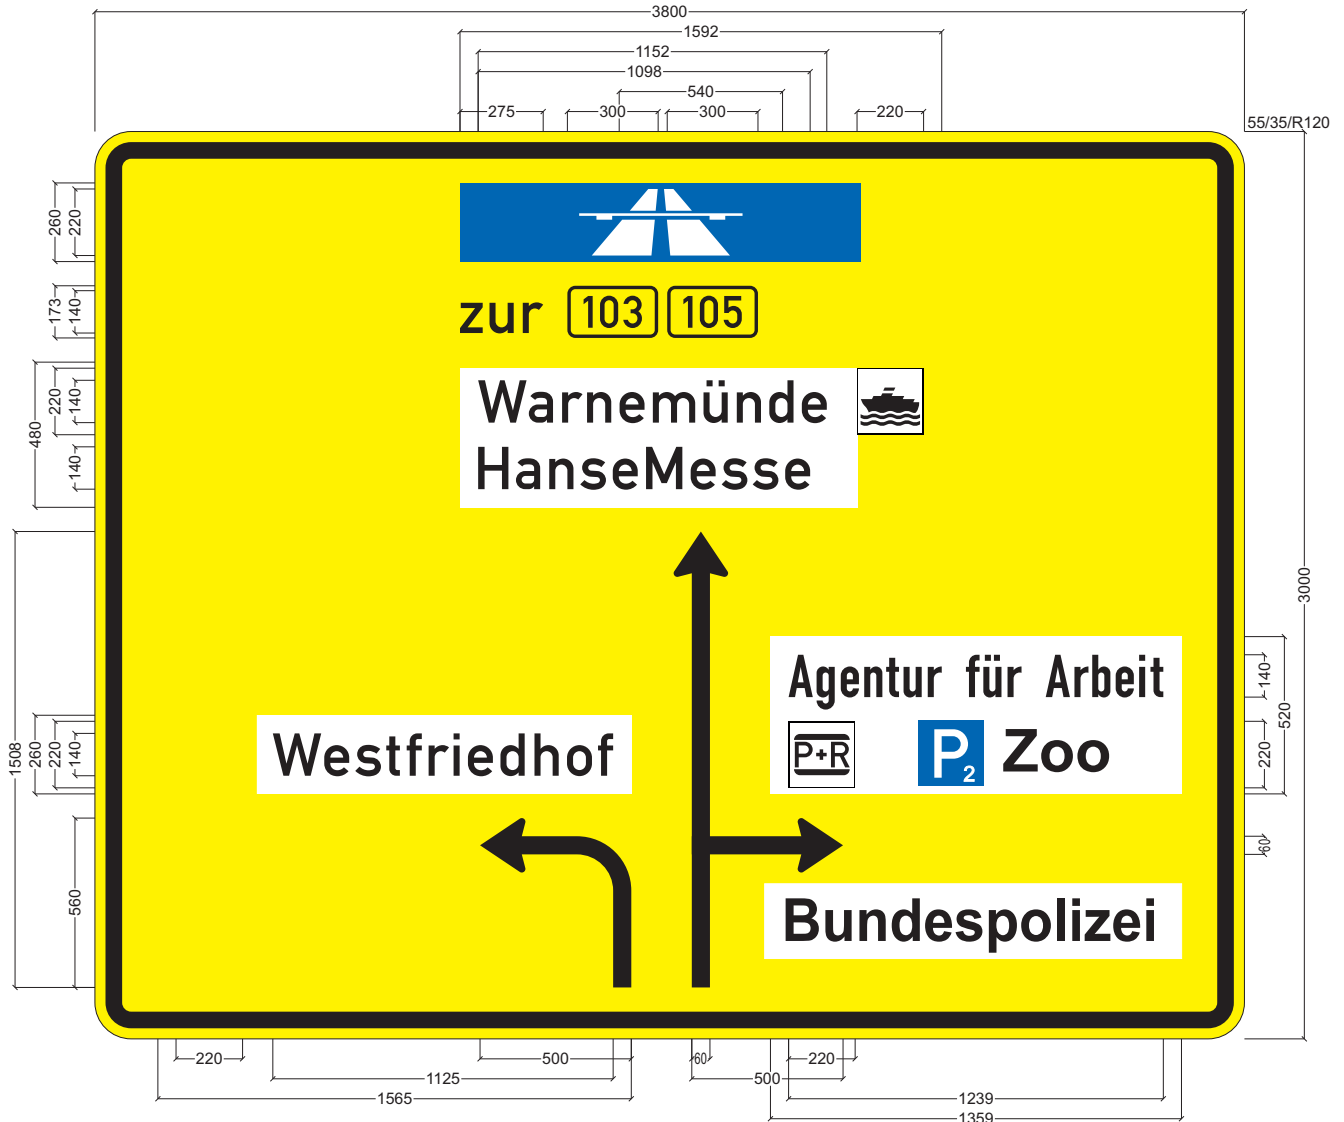 3800
1592
1152
1098
540
275 300 300 220
55/35/R120
260 220
zur 103 105
173 140
480 220 140 140
Warnemünde
HanseMesse
3000
Agentur für Arbeit
140
520
P+R P2 Zoo
220
Westfriedhof
1508 260 220 140
60
560
Bundespolizei
220 500 60 220
1125 500 1239
1565 1359